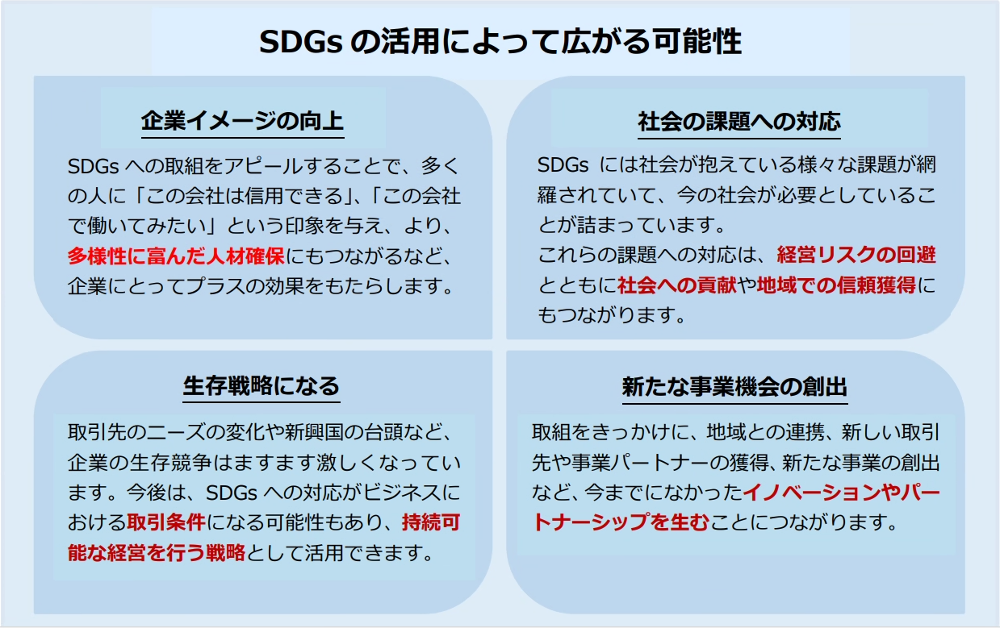 SDGs の活用によって広がる可能性
企業イメージの向上
SDGs への取組をアピールすることで、多く
の人に「この会社は信用できる」、「この会社
で働いてみたい」という印象を与え、より、
多様性に富んだ人材確保にもつながるなど、
企業にとってプラスの効果をもたらします。
社会の課題への対応
SDGs には社会が抱えている様々な課題が網
羅されていて、今の社会が必要としているこ
とが詰まっています。
これらの課題への対応は、経営リスクの回避
とともに社会への貢献や地域での信頼獲得に
もつながります。
生存戦略になる
取引先のニーズの変化や新興国の台頭など、
企業の生存競争はますます激しくなってい
ます。今後は、SDGs への対応がビジネスに
おける取引条件になる可能性もあり、持続可
能な経営を行う戦略として活用できます。
新たな事業機会の創出
取組をきっかけに、地域との連携、新しい取引
先や事業パートナーの獲得、新たな事業の創出
など、今までになかったイノベーションやパー
トナーシップを生むことにつながります。